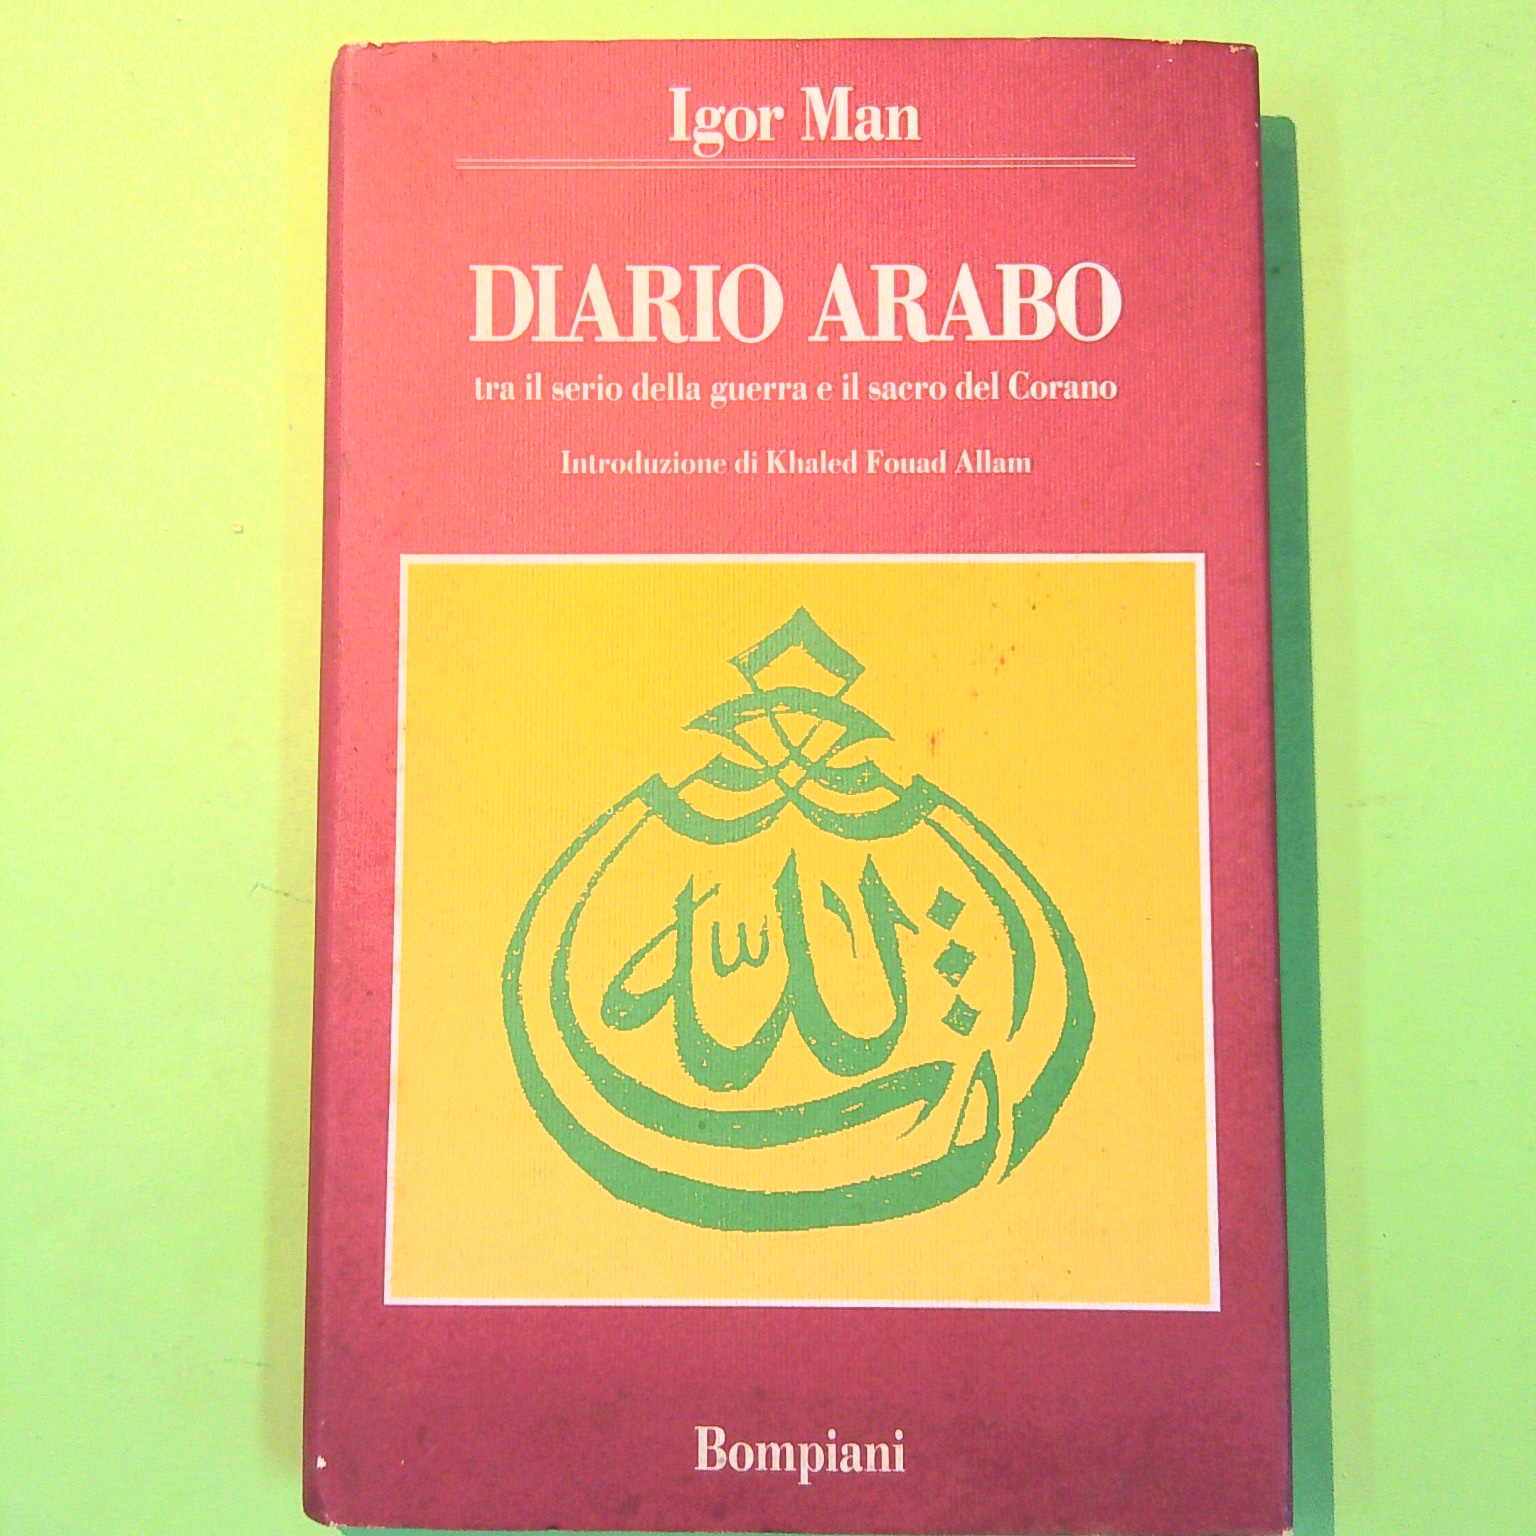 Igor Man
DIARIO ARABO
tra il serio della guerra e il sacro del Corano
Introduzione di Khaled Fouad Allam
الله
Bompiani